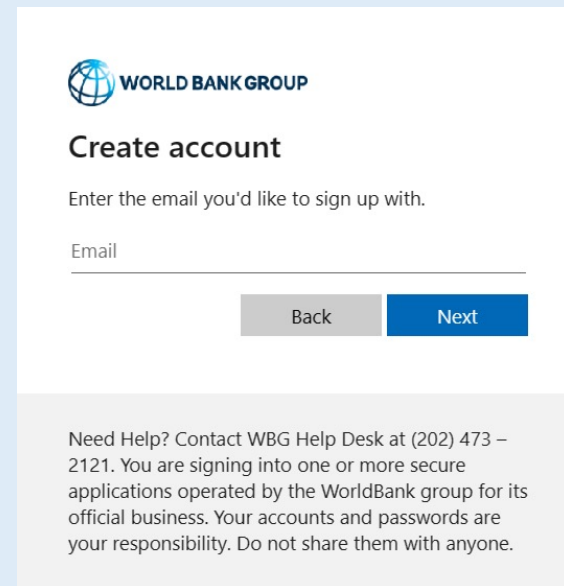 WORLD BANK GROUP
Create account
Enter the email you'd like to sign up with.
Email
Back Next
Need Help? Contact WBG Help Desk at (202) 473 –
2121. You are signing into one or more secure
applications operated by the WorldBank group for its
official business. Your accounts and passwords are
your responsibility. Do not share them with anyone.